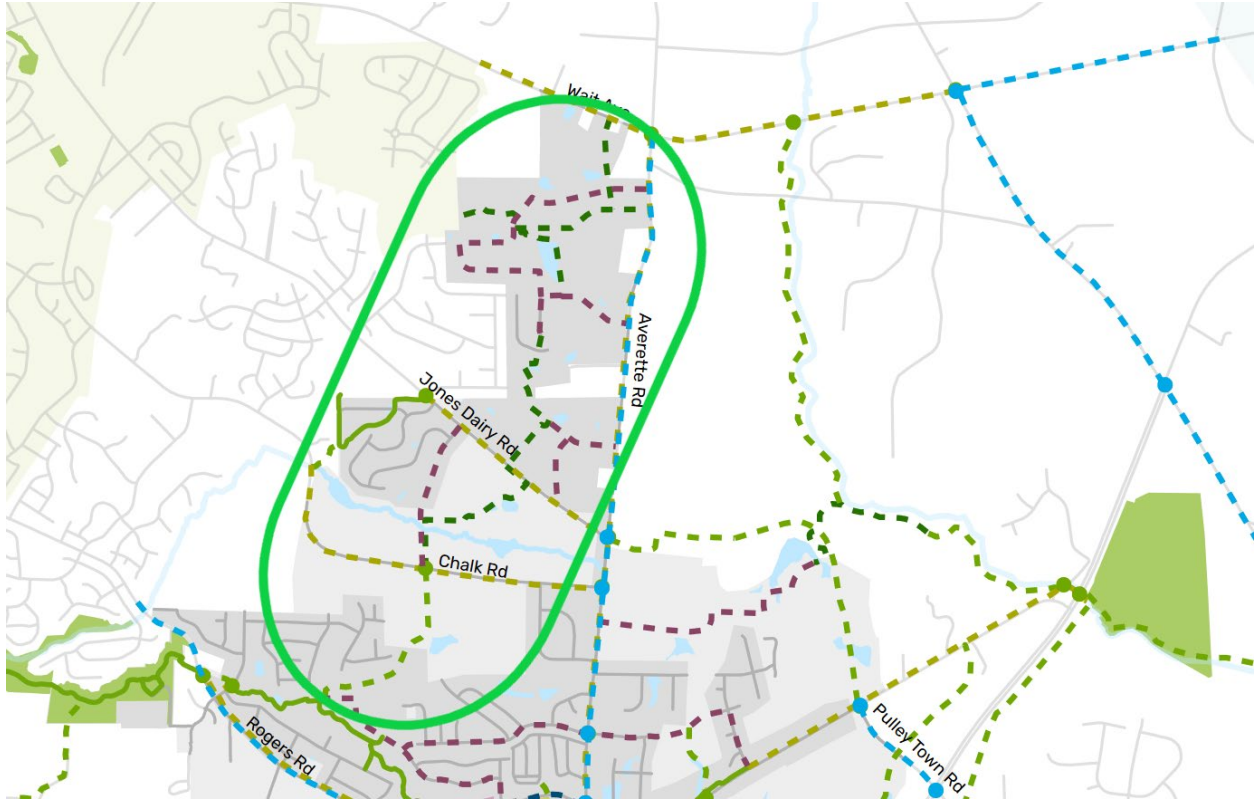 Wait Ave
Averette Rd
Jones Dairy Rd
Chalk Rd
Rogers Rd
Pulley Town Rd